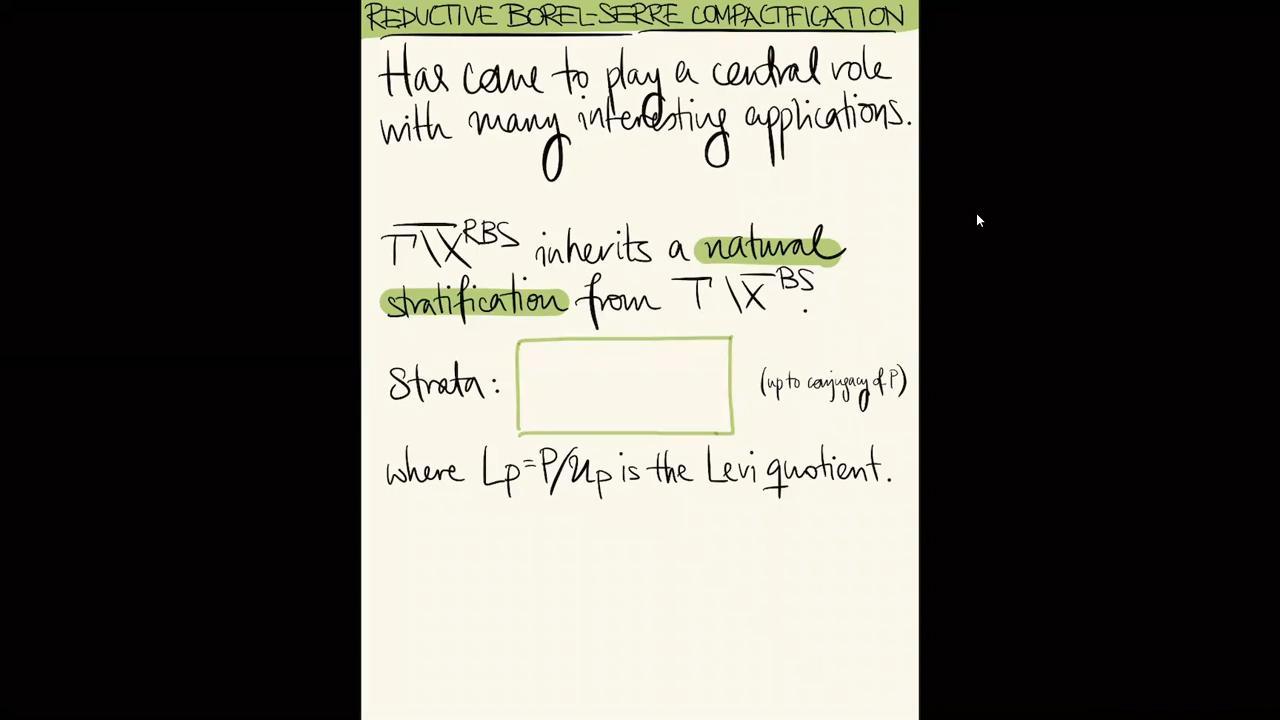 REDUCTIVE BOREL-SERRE COMPACTIFICATION
Has come to play a central role
with many interesting applications.
Γ\X̅^RBS inherits a natural
stratification from Γ\X̅^BS.
Strata: (up to conjugacy of P)
where L_P=P/U_P is the Levi quotient.